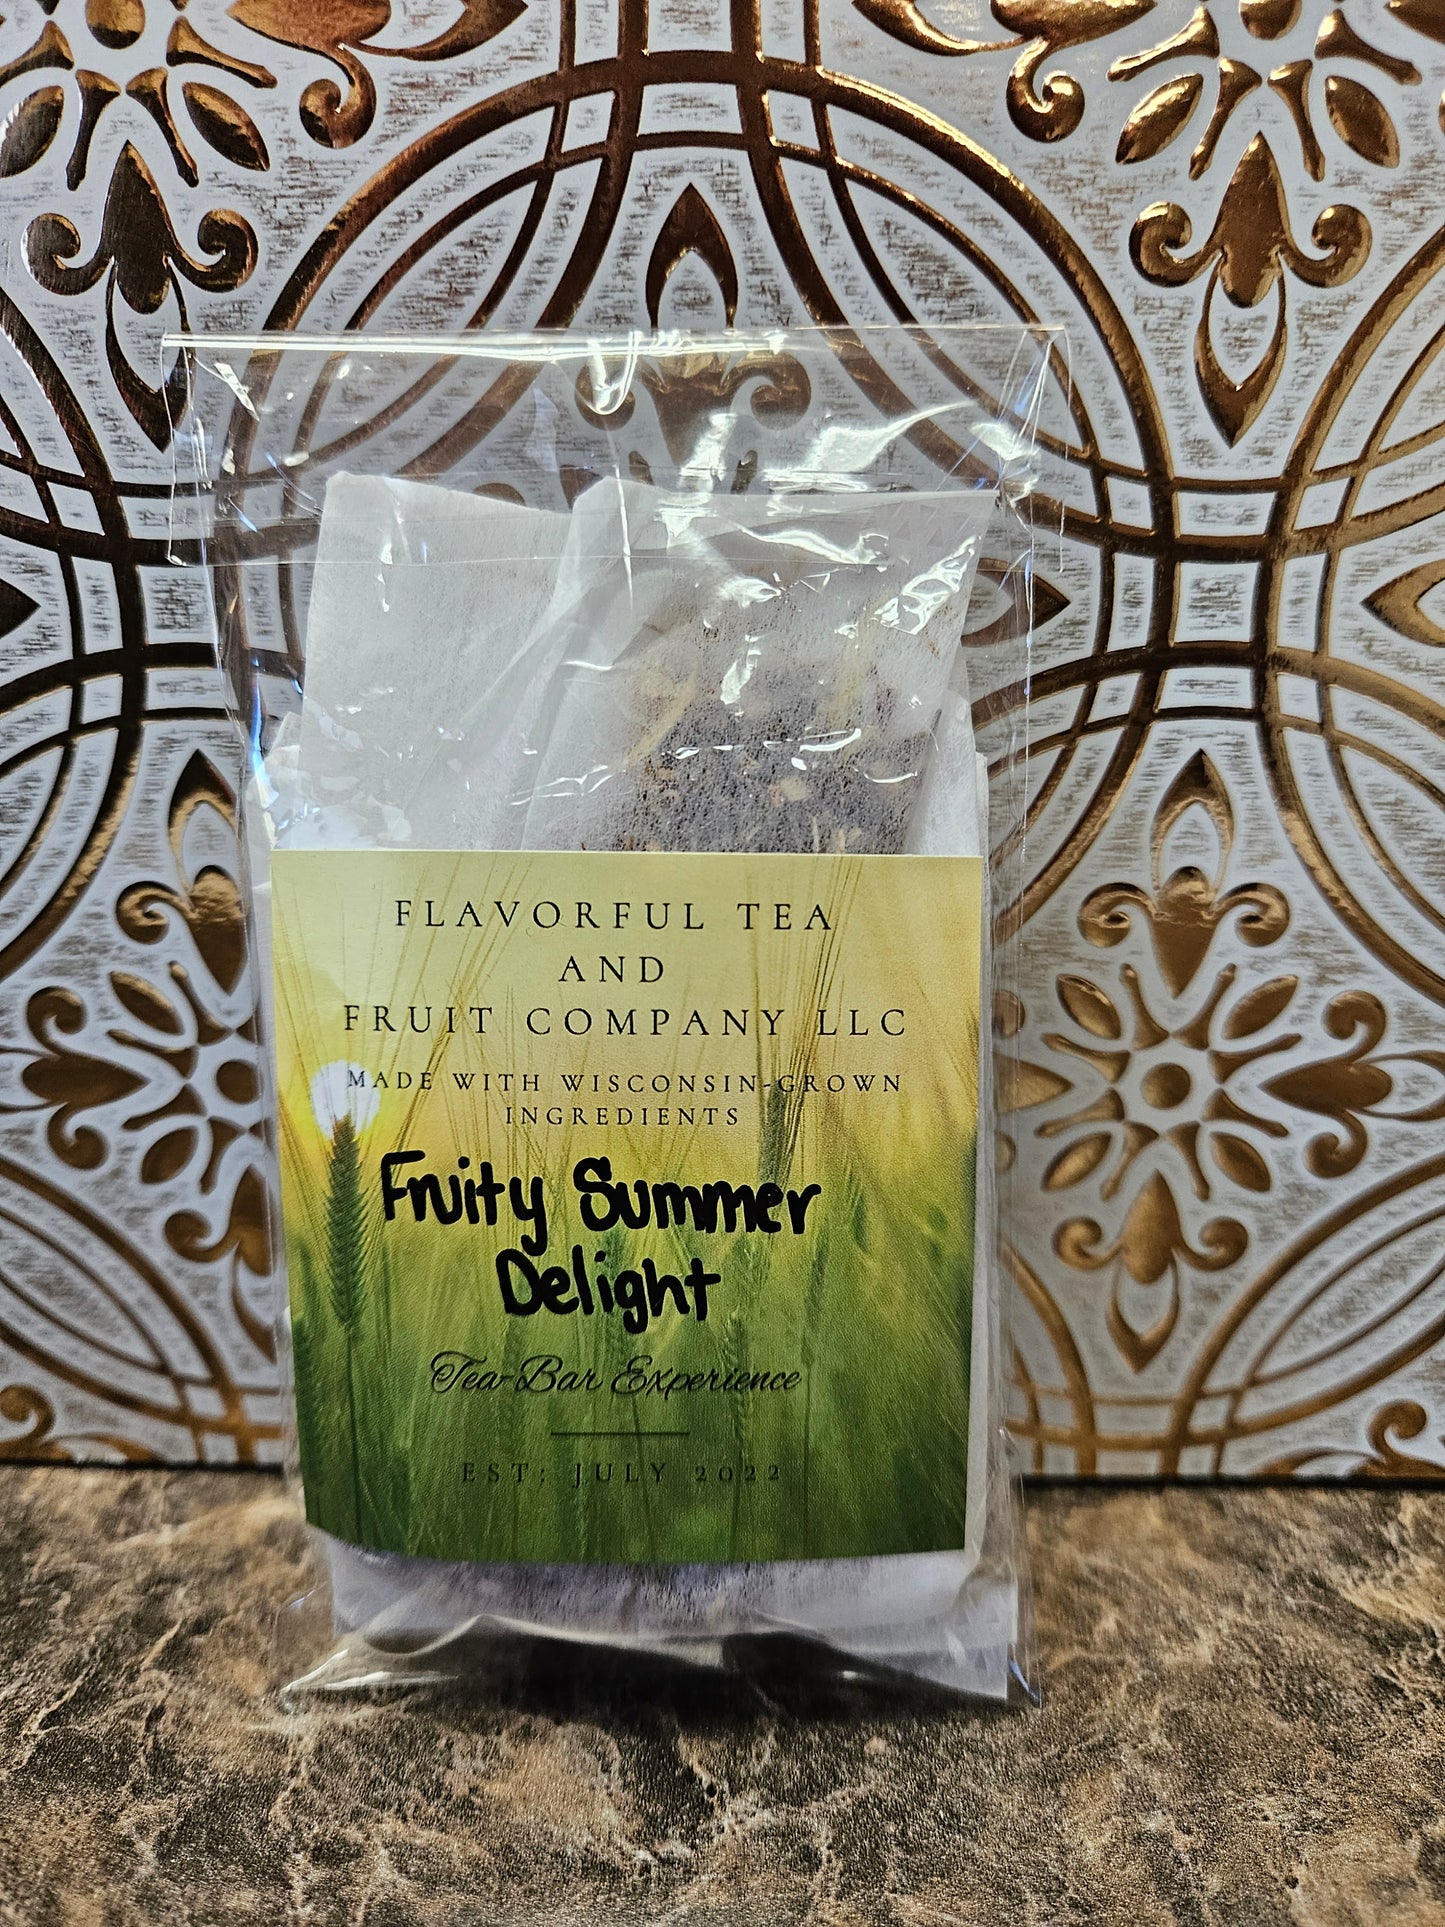 FLAVORFUL TEA
AND
FRUIT COMPANY LLC
MADE WITH WISCONSIN-GROWN
INGREDIENTS
Fruity Summer
Delight
Tea-Bar Experience
EST: JULY 2022